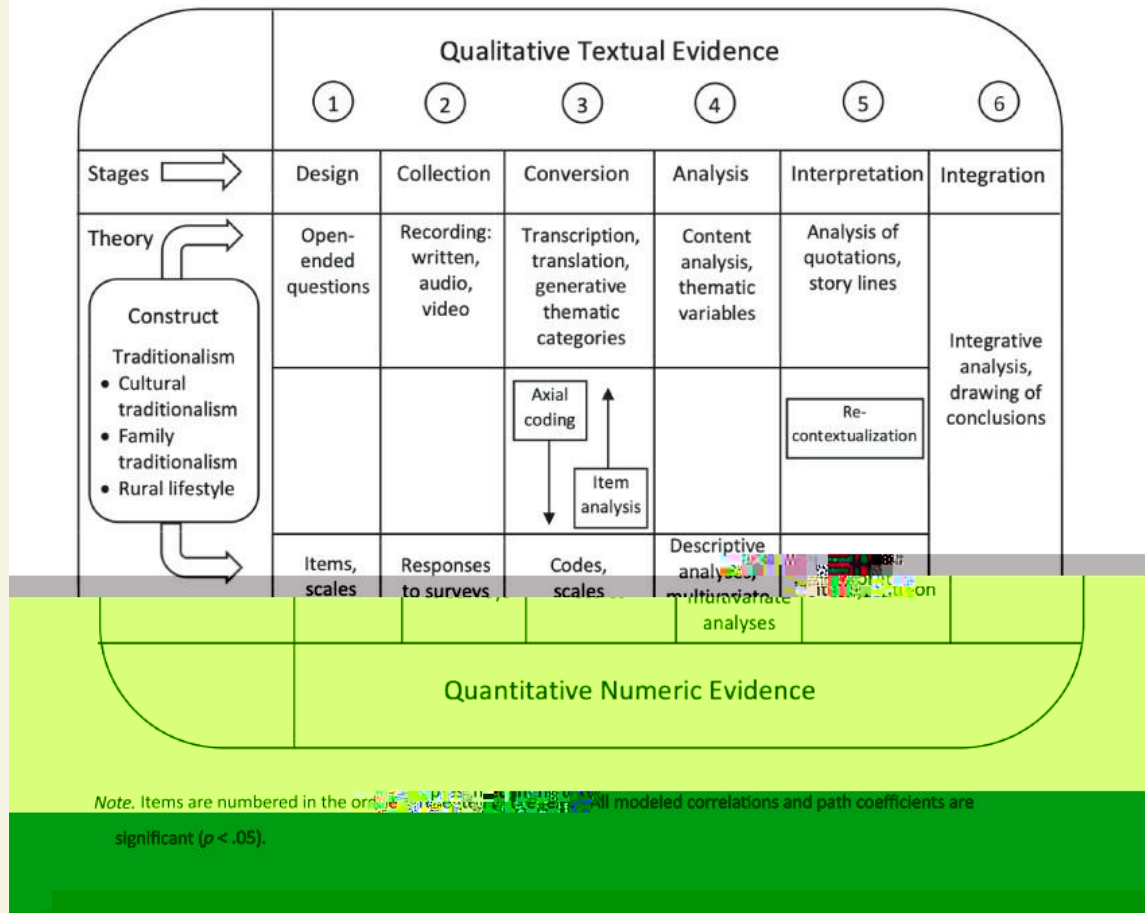 Qualitative Textual Evidence
1 2 3 4 5 6
Stages
Design
Collection
Conversion
Analysis
Interpretation
Integration
Theory
Open-
ended
questions
Recording:
written,
audio,
video
Transcription,
translation,
generative
thematic
categories
Content
analysis,
thematic
variables
Analysis of
quotations,
story lines
Integrative
analysis,
drawing of
conclusions
Construct
Traditionalism
• Cultural
traditionalism
• Family
traditionalism
• Rural lifestyle
Axial
coding
Item
analysis
Re-
contextualization
Items,
scales
Responses
to surveys
Codes,
scales
Descriptive
analyses,
multivariate
analyses
Quantitative Numeric Evidence
Note. Items are numbered in the All modeled correlations and path coefficients are
significant (p < .05).